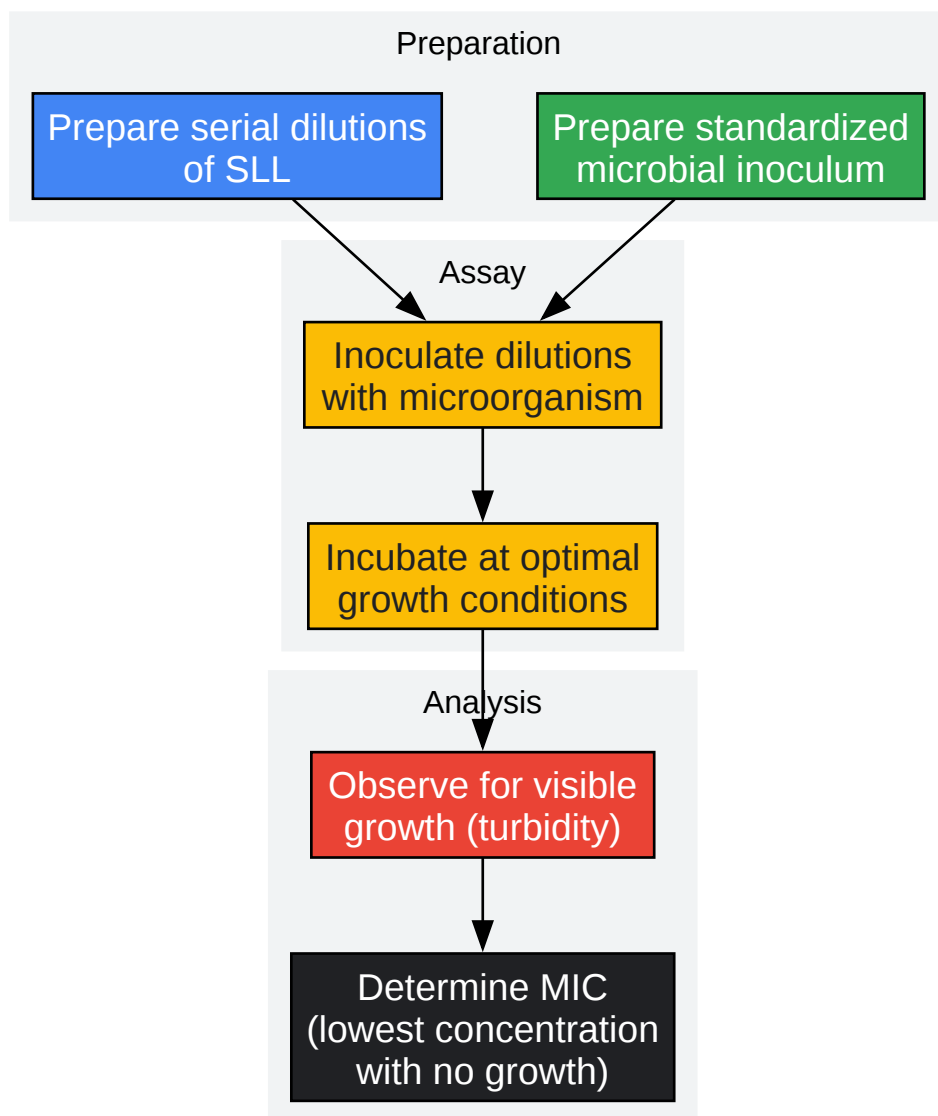 Preparation
Prepare serial dilutions
of SLL
Prepare standardized
microbial inoculum
Assay
Inoculate dilutions
with microorganism
Incubate at optimal
growth conditions
Analysis
Observe for visible
growth (turbidity)
Determine MIC
(lowest concentration
with no growth)